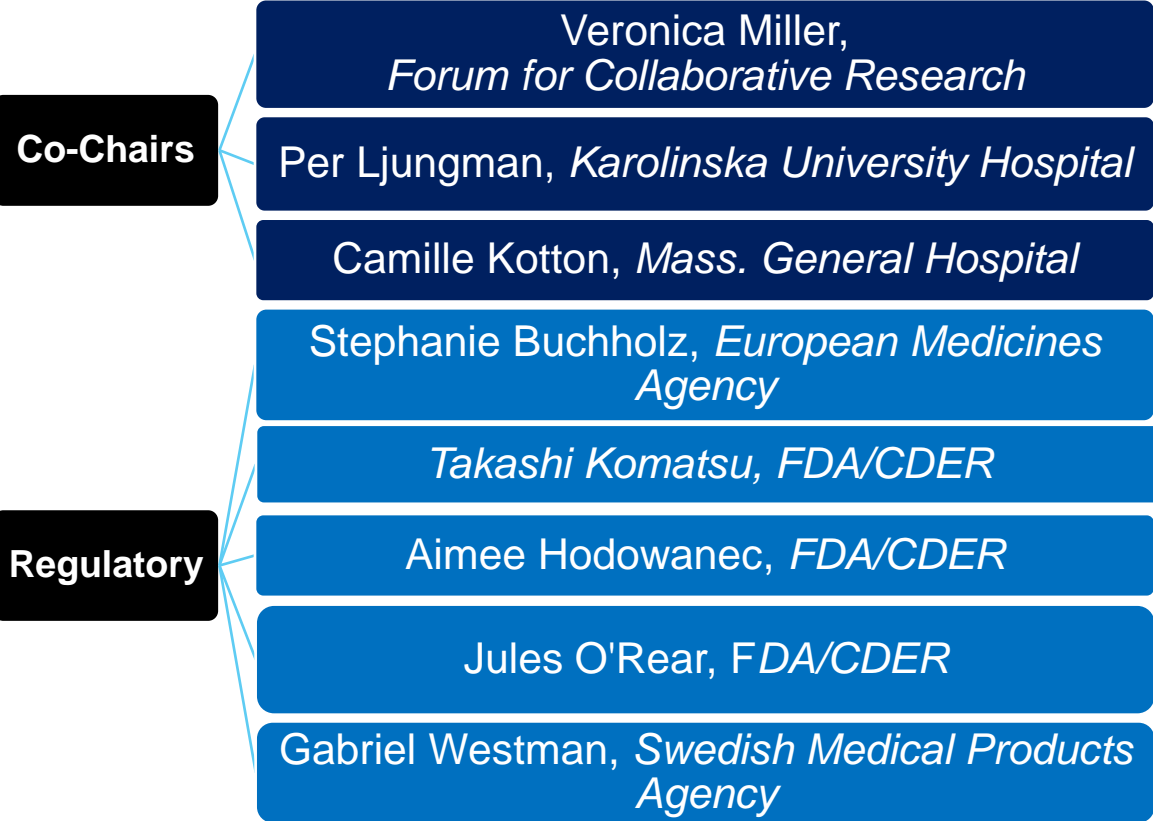 Co-Chairs
Veronica Miller,
Forum for Collaborative Research
Per Ljungman, Karolinska University Hospital
Camille Kotton, Mass. General Hospital
Regulatory
Stephanie Buchholz, European Medicines
Agency
Takashi Komatsu, FDA/CDER
Aimee Hodowanec, FDA/CDER
Jules O'Rear, FDA/CDER
Gabriel Westman, Swedish Medical Products
Agency